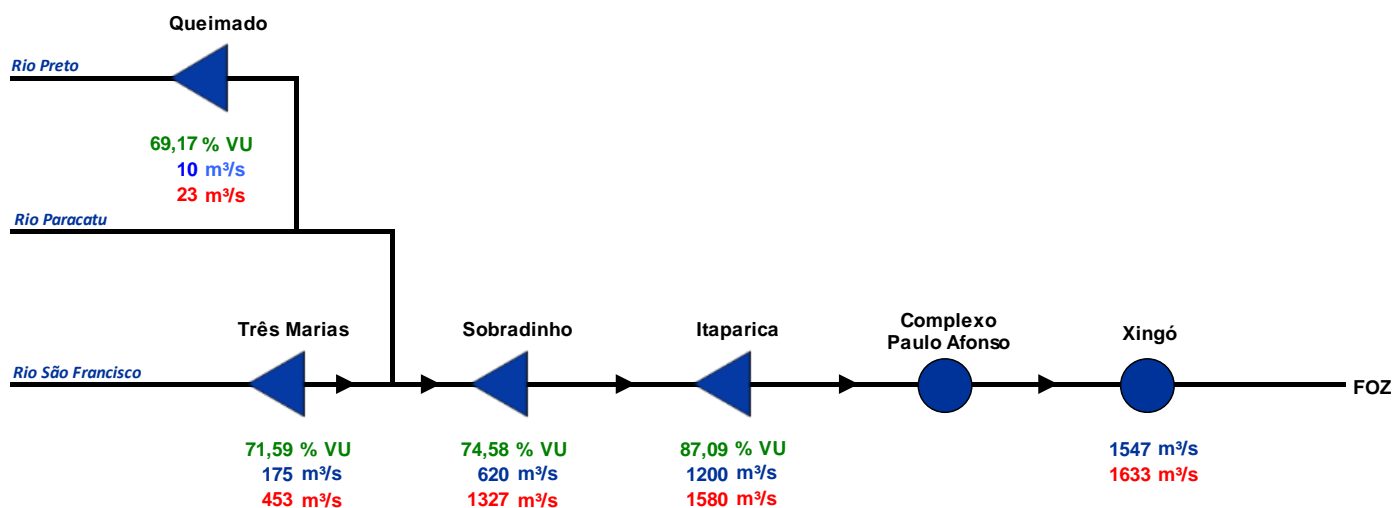 Queimado
Rio Preto
69,17 % VU
10 m³/s
23 m³/s
Rio Paracatu
Três Marias
Sobradinho
Itaparica
Complexo
Paulo Afonso
Xingó
Rio São Francisco
FOZ
71,59 % VU
175 m³/s
453 m³/s
74,58 % VU
620 m³/s
1327 m³/s
87,09 % VU
1200 m³/s
1580 m³/s
1547 m³/s
1633 m³/s